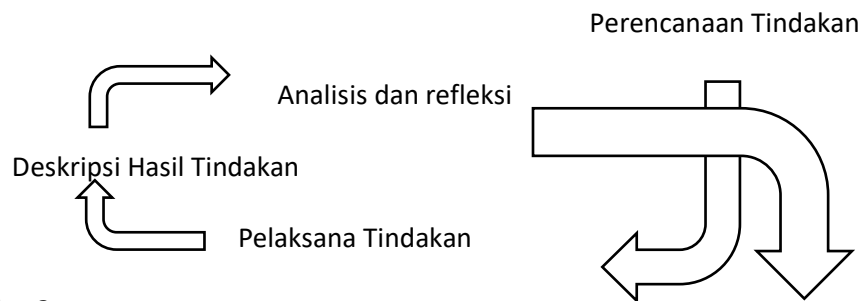 Perencanaan Tindakan
Analisis dan refleksi
Deskripsi Hasil Tindakan
Pelaksana Tindakan